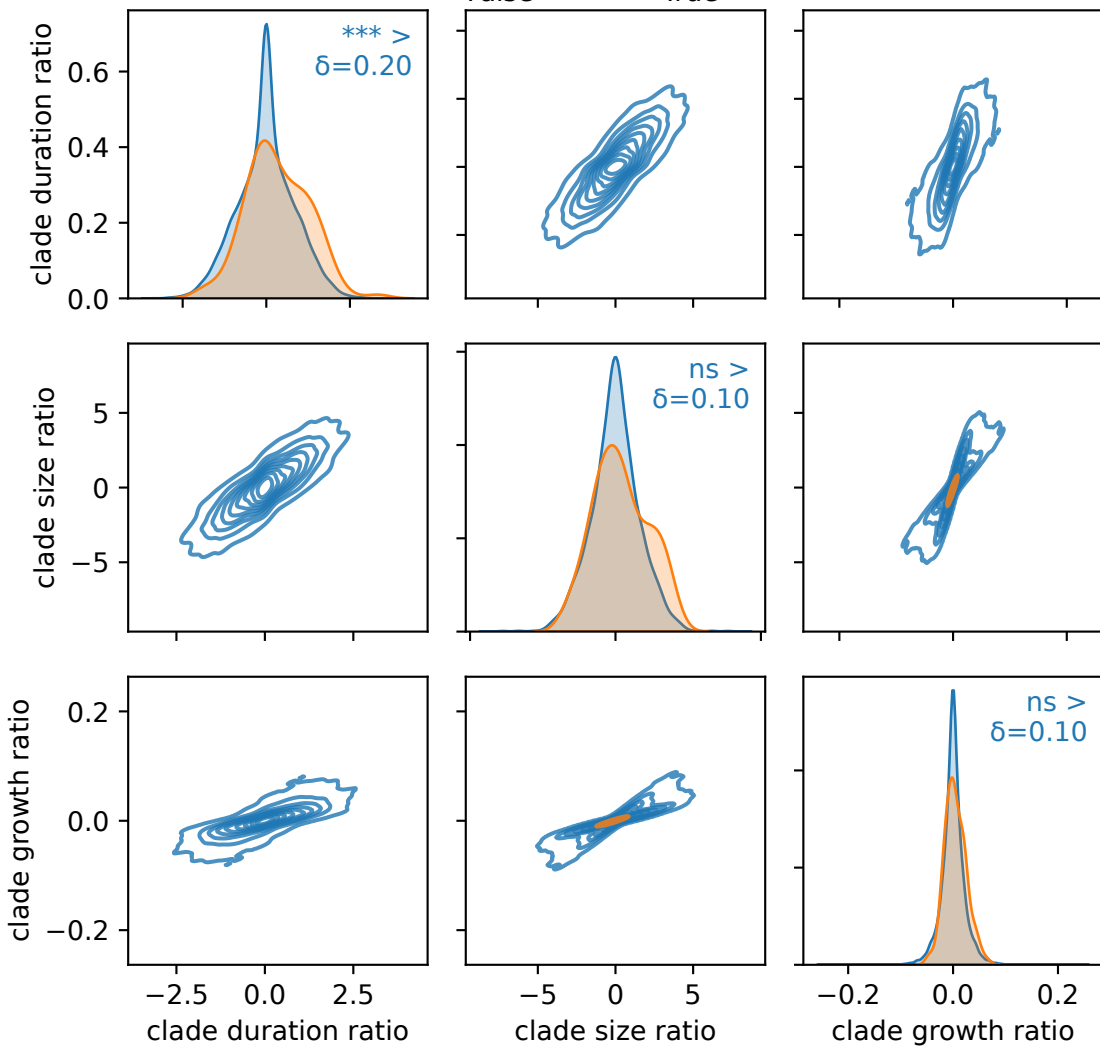 clade duration ratio
0.6
0.4
0.2
0.0
*** >
δ=0.20
clade size ratio
5
0
−5
ns >
δ=0.10
clade growth ratio
0.2
0.0
−0.2
ns >
δ=0.10
−2.5 0.0 2.5
−5 0 5
−0.2 0.0 0.2
clade duration ratio
clade size ratio
clade growth ratio